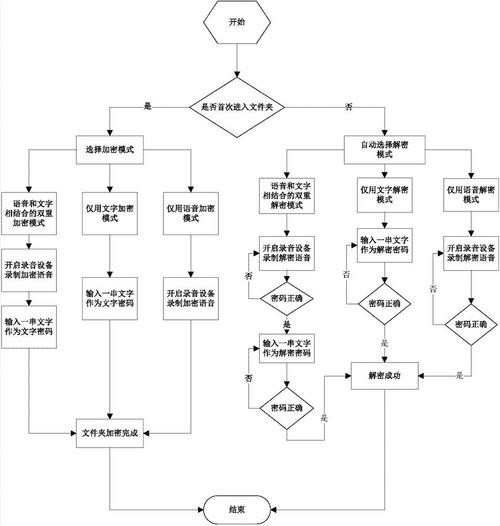 开始
是否首次进入文件夹
是
否
选择加密模式
自动选择解密
模式
语音和文字
相结合的双重
加密模式
仅用文字加密
模式
仅用语音加密
模式
语音和文字
相结合的双重
解密模式
仅用文字解密
模式
仅用语音解密
模式
开启录音设备
录制加密语音
输入一串文字
作为文字密码
开启录音设备
录制加密语音
开启录音设备
录制解密语音
输入一串文字
作为解密密码
开启录音设备
录制解密语音
否
否
否
输入一串文字
作为文字密码
密码正确
密码正确
密码正确
是
是
是
输入一串文字
作为解密密码
否
密码正确
是
解密成功
文件夹加密完成
结束